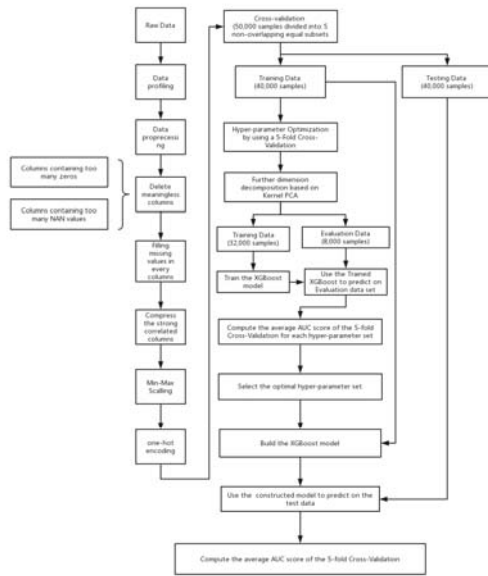 Raw Data
Data
profiling
Data
proprecessi
ng
Columns containing too
many zeros
Columns containing too
many NAN values
Delete
meaningless
columns
Filling
missing
values in
every
columns
Compress
the strong
correlated
columns
Min-Max
Scalling
one-hot
encoding
Cross-validation
(50,000 samples divided into 5
non-overlapping equal subsets
Training Data
(40,000 samples)
Testing Data
(40,000 samples)
Hyper-parameter Optimization
by using a 5-Fold Cross-
Validation
Further dimension
decomposition based on
Kernel PCA
Training Data
(32,000 samples)
Evaluation Data
(8,000 samples)
Train the XGBoost
model
Use the Trained
XGBoost to predict on
Evaluation data set
Compute the average AUC score of the 5-fold
Cross-Validation for each hyper-parameter set
Select the optimal hyper-parameter set
Build the XGBoost model
Use the constructed model to predict on the
test data
Compute the average AUC score of the 5-fold Cross-Validation